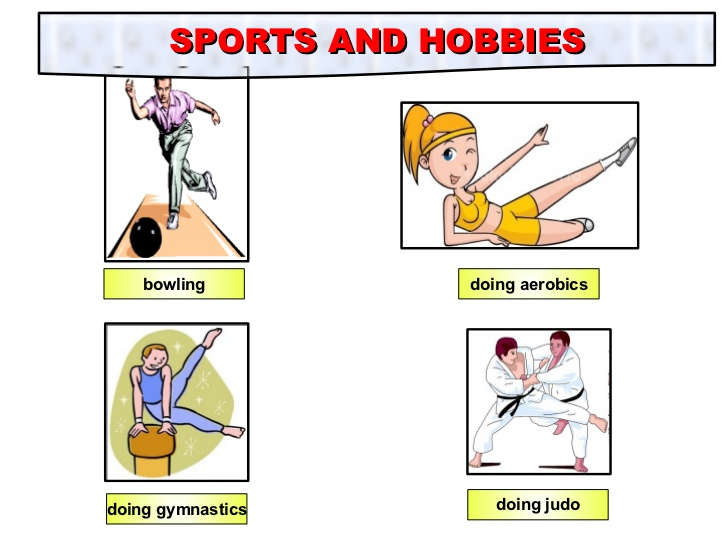 SPORTS AND HOBBIES
bowling
doing aerobics
doing gymnastics
doing judo